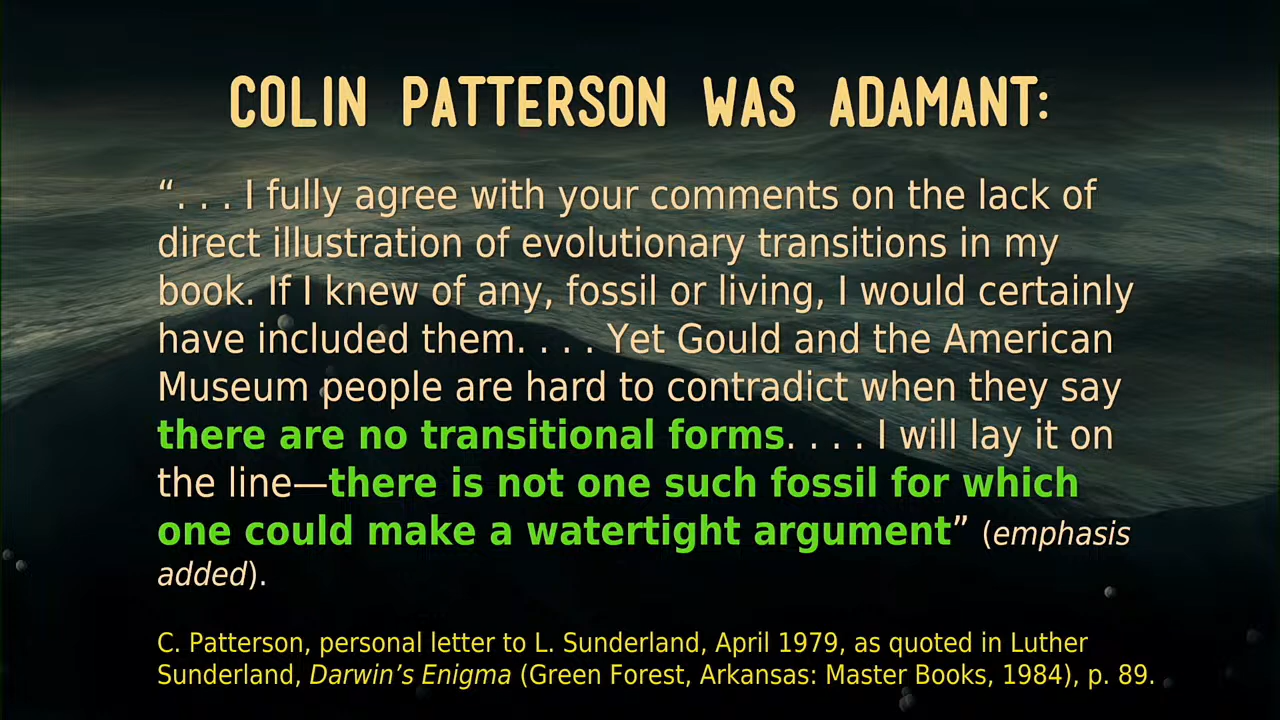 COLIN PATTERSON WAS ADAMANT:
“. . . I fully agree with your comments on the lack of
direct illustration of evolutionary transitions in my
book. If I knew of any, fossil or living, I would certainly
have included them. . . . Yet Gould and the American
Museum people are hard to contradict when they say
there are no transitional forms. . . . I will lay it on
the line—there is not one such fossil for which
one could make a watertight argument” (emphasis
added).
C. Patterson, personal letter to L. Sunderland, April 1979, as quoted in Luther
Sunderland, Darwin’s Enigma (Green Forest, Arkansas: Master Books, 1984), p. 89.